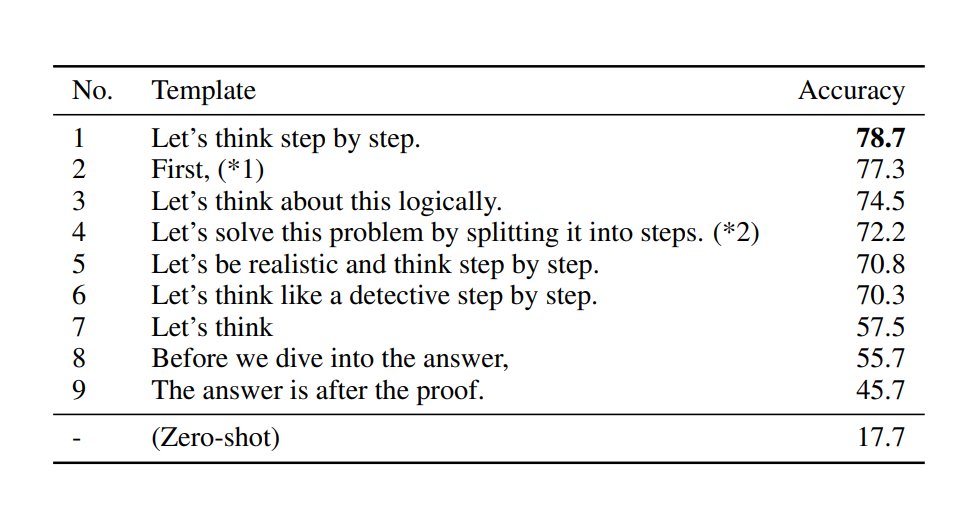 No. Template Accuracy
1 Let’s think step by step. 78.7
2 First, (*1) 77.3
3 Let’s think about this logically. 74.5
4 Let’s solve this problem by splitting it into steps. (*2) 72.2
5 Let’s be realistic and think step by step. 70.8
6 Let’s think like a detective step by step. 70.3
7 Let’s think 57.5
8 Before we dive into the answer, 55.7
9 The answer is after the proof. 45.7
- (Zero-shot) 17.7